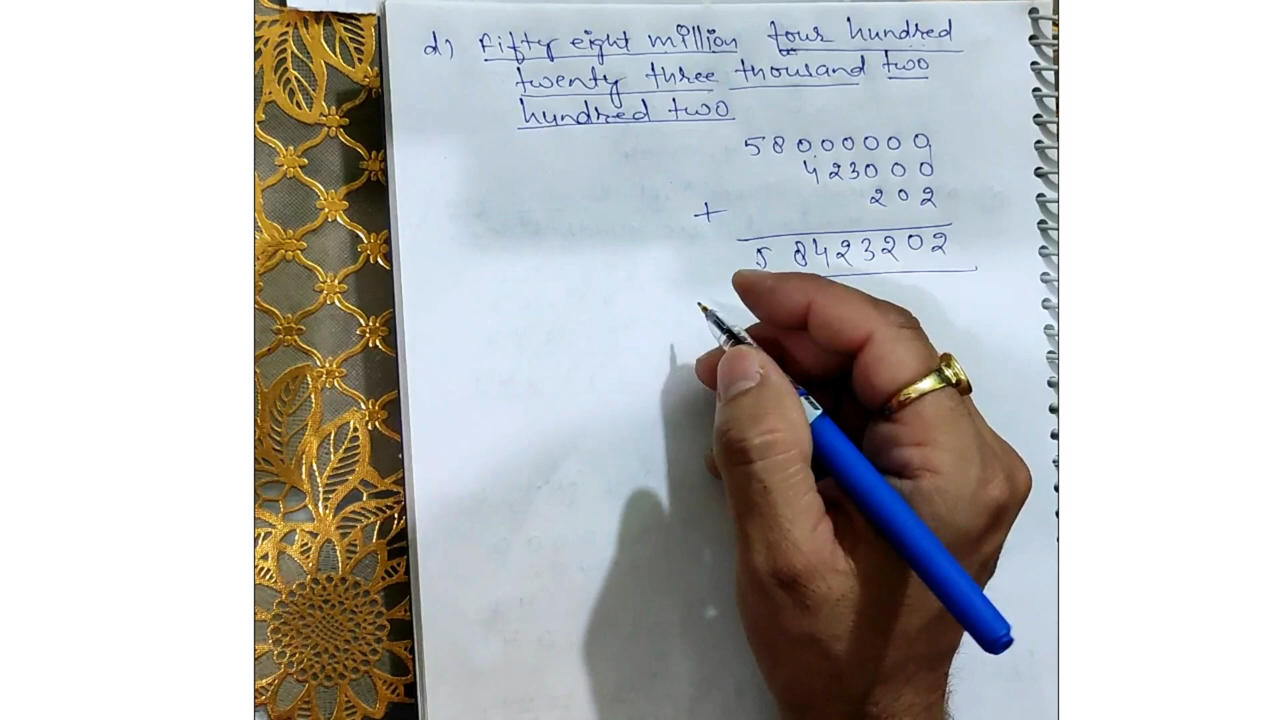 d) Fifty eight million four hundred
twenty three thousand two
hundred two
58000000
423000
202
+
58423202